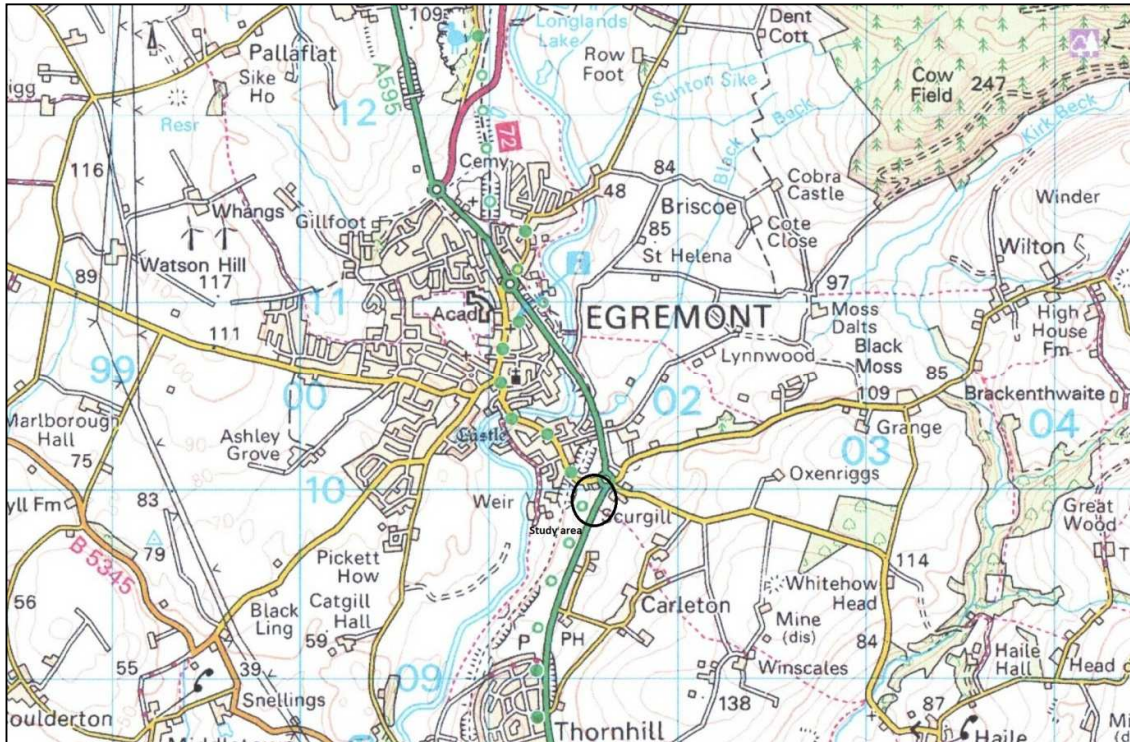 109
Longlands
Lake
Dent
Cott
Pallaflat
Row
Foot
Sike
Ho
A595
Cow
Field
247
Sunton Sike
igg
Resr
12
72
Kirk Beck
Black Beck
Cemy
84
116
48
Cobra
Castle
Whangs
Gillfoot
Briscoe
Winder
85
Cote
Close
Wilton
Watson Hill
St Helena
89
117
97
11
Acad
EGREMONT
Moss
Dalts
High
House
Fm
111
Lynnwood
Black
Moss
99
00
02
85
109
Brackenthwaite
04
Marlborough
Hall
Castle
03
Grange
Ashley
Grove
75
10
Oxenriggs
yll Fm
83
Weir
Scurgill
Great
Wood
Study area
79
114
B 5345
Pickett
How
Whitehow
Head
56
Black
Ling
Catgill
Hall
Carleton
Mine
(dis)
59
P
PH
84
55
39
09
Winscales
Haile
Hall
Head o
Snellings
138
87
oulderton
Thornhill
Haile
Mi
(d